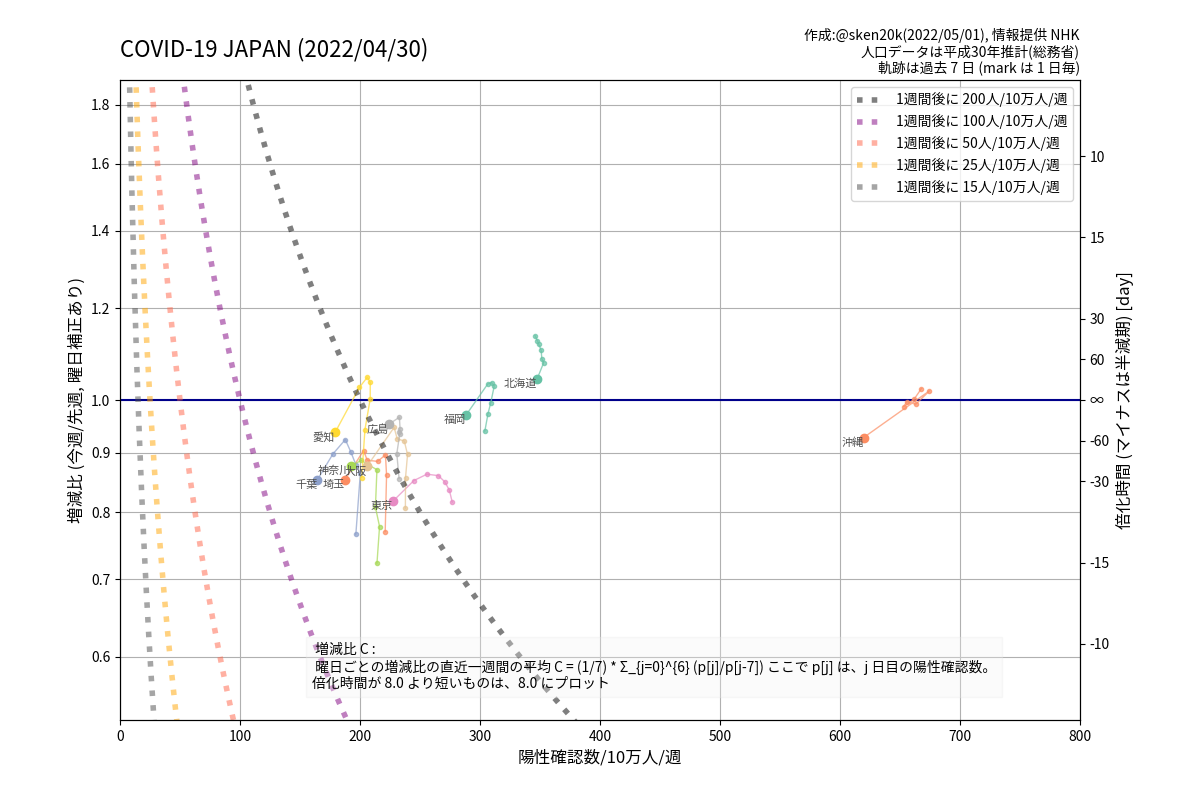 COVID-19 JAPAN (2022/04/30)
作成:@sken20k(2022/05/01), 情報提供 NHK
人口データは平成30年推計(総務省)
軌跡は過去 7 日 (mark は 1 日毎)
1週間後に 200人/10万人/週
1週間後に 100人/10万人/週
1週間後に 50人/10万人/週
1週間後に 25人/10万人/週
1週間後に 15人/10万人/週
1.8
1.6
1.4
1.2
1.0
0.9
0.8
0.7
0.6
増減比 (今週/先週, 曜日補正あり)
10
15
30
60
∞
-60
-30
-15
-10
倍化時間 (マイナスは半減期) [day]
北海道
福岡
沖縄
広島
愛知
神奈川
大阪
千葉
埼玉
東京
増減比 C :
曜日ごとの増減比の直近一週間の平均 C = (1/7) * Σ_{j=0}^{6} (p[j]/p[j-7]) ここで p[j] は、j 日目の陽性確認数。
倍化時間が 8.0 より短いものは、8.0 にプロット
0 100 200 300 400 500 600 700 800
陽性確認数/10万人/週